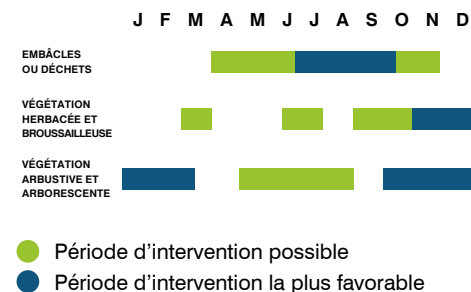 J F M A M J J A S O N D
EMBÂCLES
OU DÉCHETS
VÉGÉTATION
HERBACÉE ET
BROUSSAILLEUSE
VÉGÉTATION
ARBUSTIVE ET
ARBORESCENTE
Période d'intervention possible
Période d'intervention la plus favorable